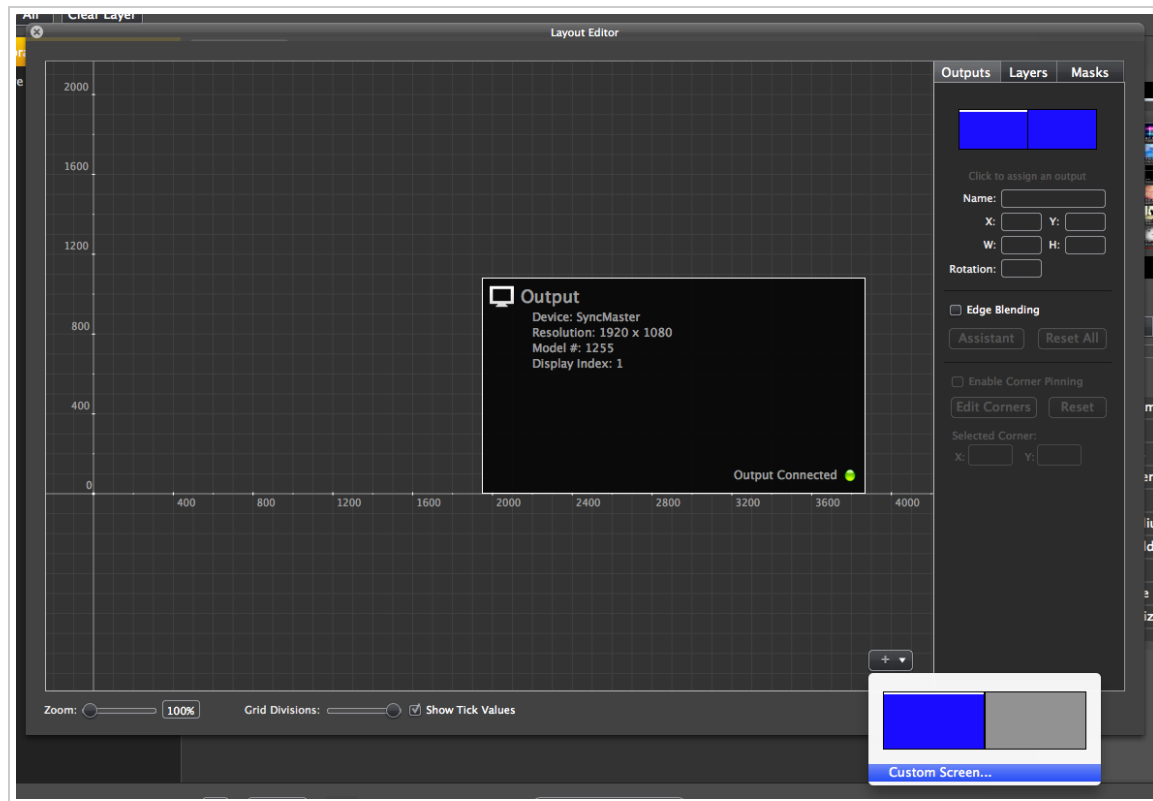 All Clear Layer
Layout Editor
Outputs Layers Masks
2000
1600
1200
800
400
0
400 800 1200 1600 2000 2400 2800 3200 3600 4000
Output
Device: SyncMaster
Resolution: 1920 x 1080
Model #: 1255
Display Index: 1
Output Connected
Click to assign an output
Name:
X: Y:
W: H:
Rotation:
Edge Blending
Assistant Reset All
Enable Corner Pinning
Edit Corners Reset
Selected Corner:
X: Y:
+
Zoom: 100% Grid Divisions: Show Tick Values
Custom Screen...